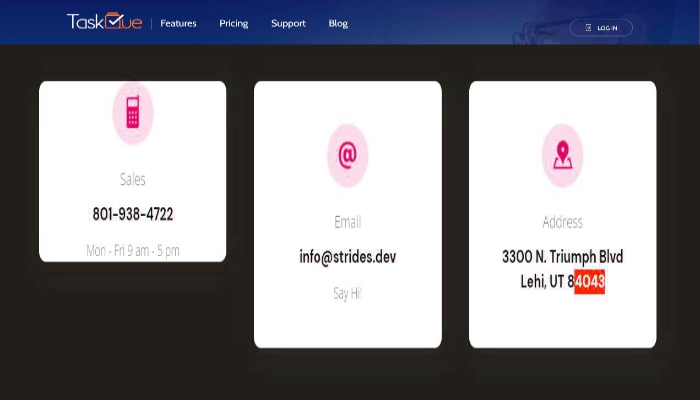 TaskQue
Features
Pricing
Support
Blog
LOG IN
Sales
801-938-4722
Mon - Fri 9 am - 5 pm
@
Email
info@strides.dev
Say Hi!
Address
3300 N. Triumph Blvd
Lehi, UT 84043